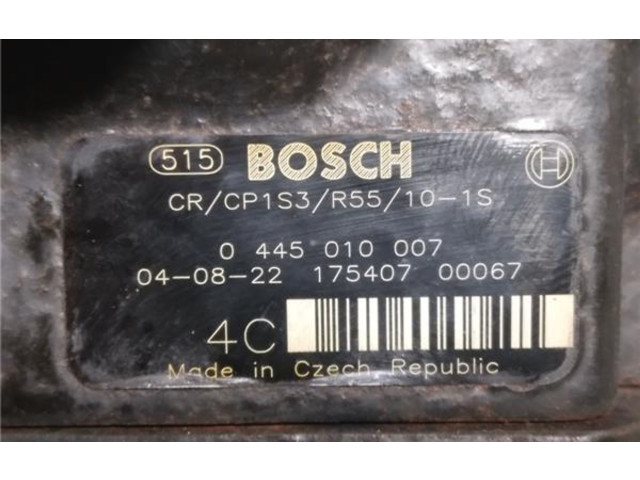 515 BOSCH H
CR/CP1S3/R55/10-1S
0 445 010 007
04-08-22 175407 00067
4C
Made in Czech Republic